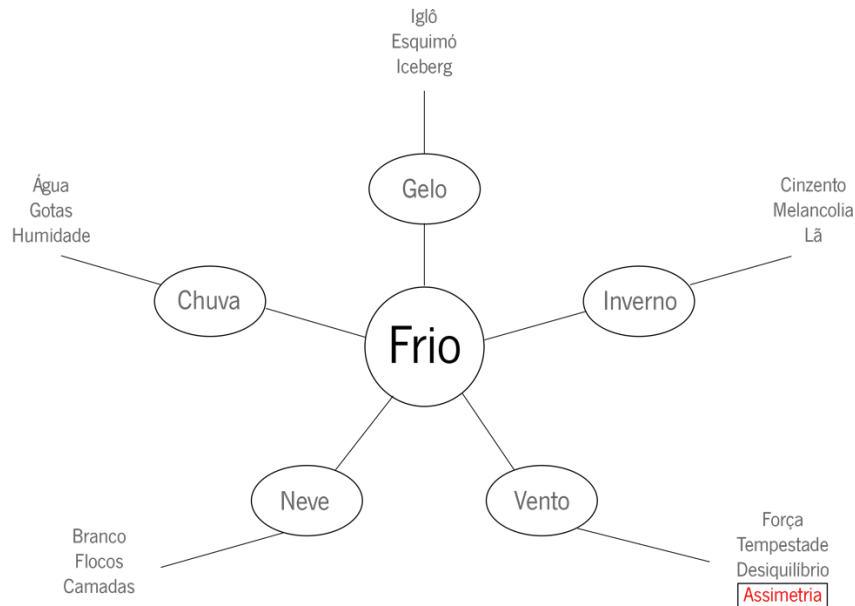 Iglô
Esquimó
Iceberg
Gelo
Água
Gotas
Humidade
Chuva
Cinzento
Melancolia
Lã
Inverno
Frio
Neve
Branco
Flocos
Camadas
Vento
Força
Tempestade
Desiquilíbrio
Assimetria